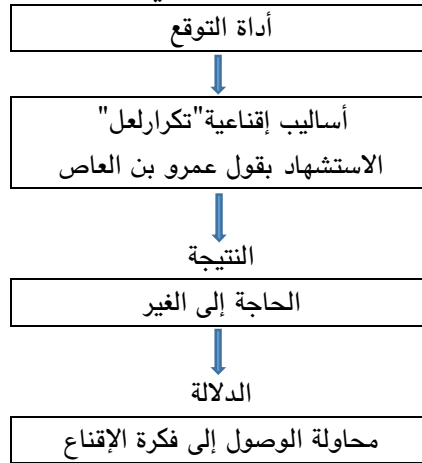 أداة التوقع
أساليب إقناعية"تكرارلعل"
الاستشهاد بقول عمرو بن العاص
النتيجة
الحاجة إلى الغير
الدلالة
محاولة الوصول إلى فكرة الإقناع